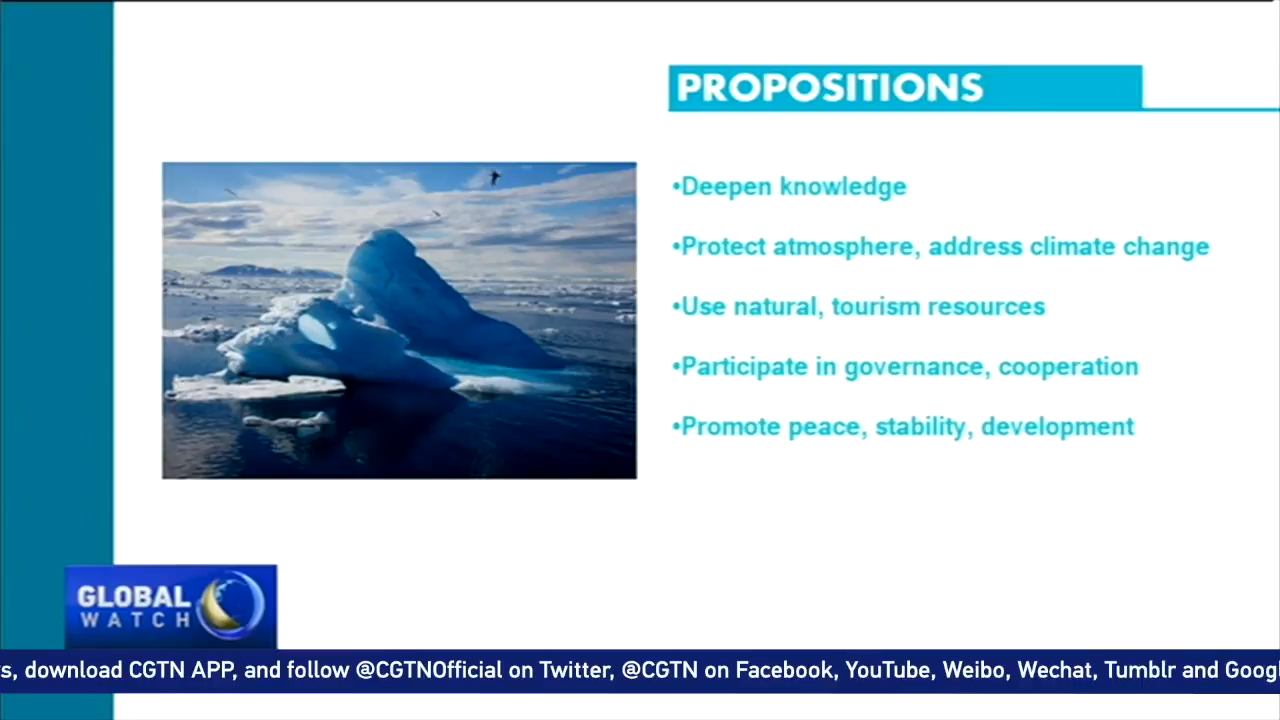 PROPOSITIONS
•Deepen knowledge
•Protect atmosphere, address climate change
•Use natural, tourism resources
•Participate in governance, cooperation
•Promote peace, stability, development
GLOBAL
WATCH
s, download CGTN APP, and follow @CGTNOfficial on Twitter, @CGTN on Facebook, YouTube, Weibo, Wechat, Tumblr and Goog